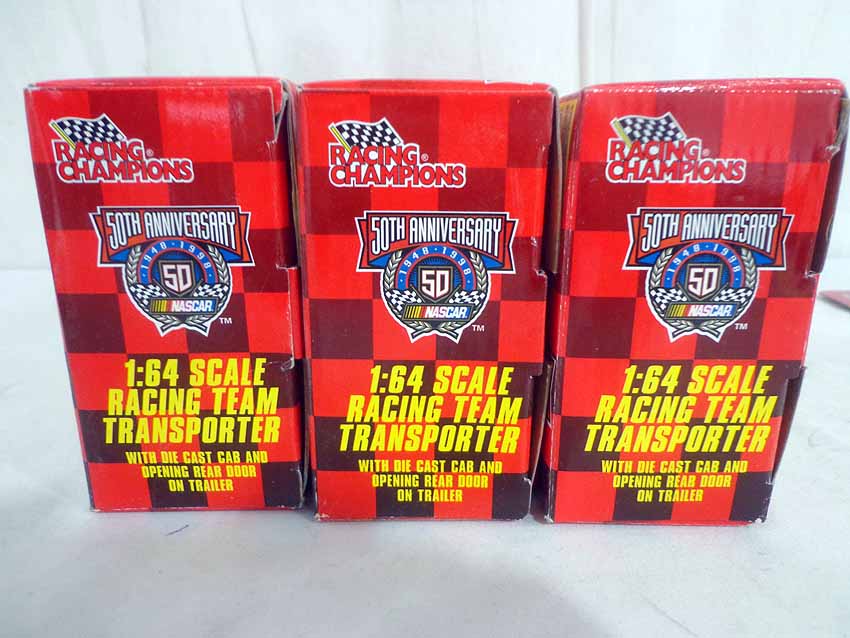 RACING®
CHAMPIONS
50TH ANNIVERSARY
1948 · 1998
50
NASCAR
TM
1:64 SCALE
RACING TEAM
TRANSPORTER
WITH DIE CAST CAB AND
OPENING REAR DOOR
ON TRAILER
RACING®
CHAMPIONS
50TH ANNIVERSARY
1948 · 1998
50
NASCAR
TM
1:64 SCALE
RACING TEAM
TRANSPORTER
WITH DIE CAST CAB AND
OPENING REAR DOOR
ON TRAILER
RACING®
CHAMPIONS
50TH ANNIVERSARY
1948 · 1998
50
NASCAR
TM
1:64 SCALE
RACING TEAM
TRANSPORTER
WITH DIE CAST CAB AND
OPENING REAR DOOR
ON TRAILER